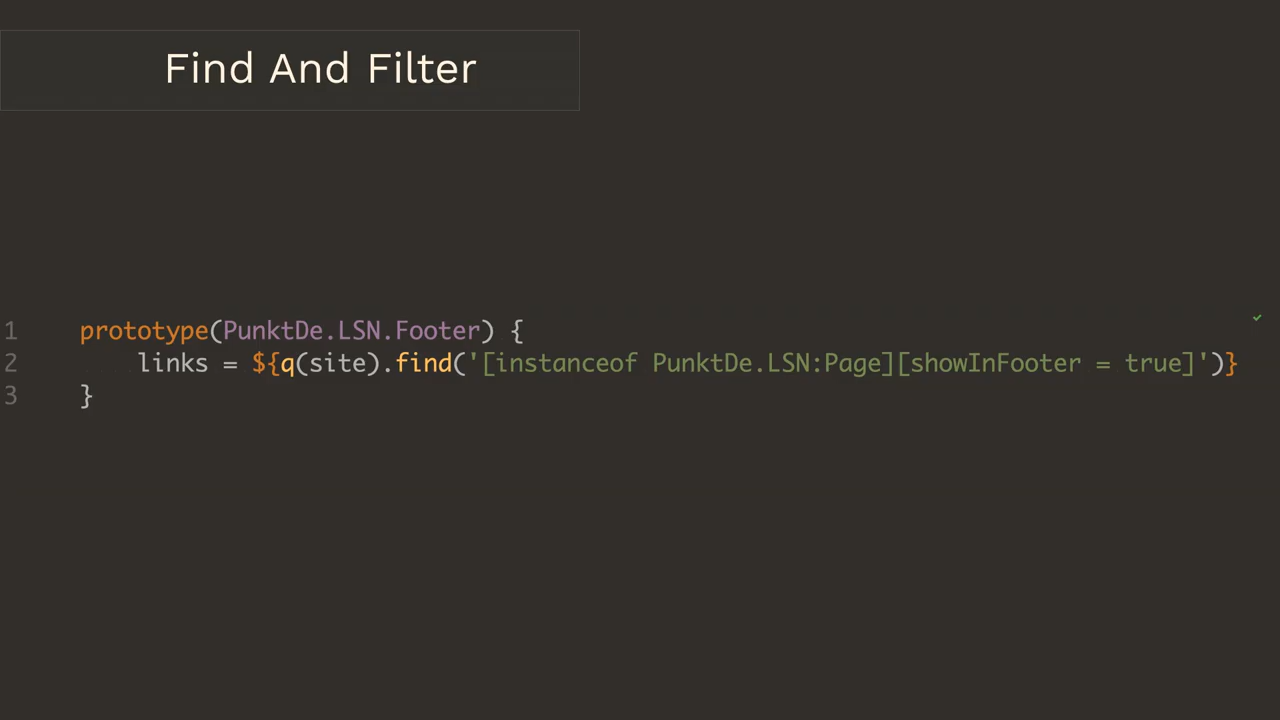 Find And Filter
1 prototype(PunktDe.LSN.Footer) {
2 links = ${q(site).find('[instanceof PunktDe.LSN:Page][showInFooter = true]')}
3 }